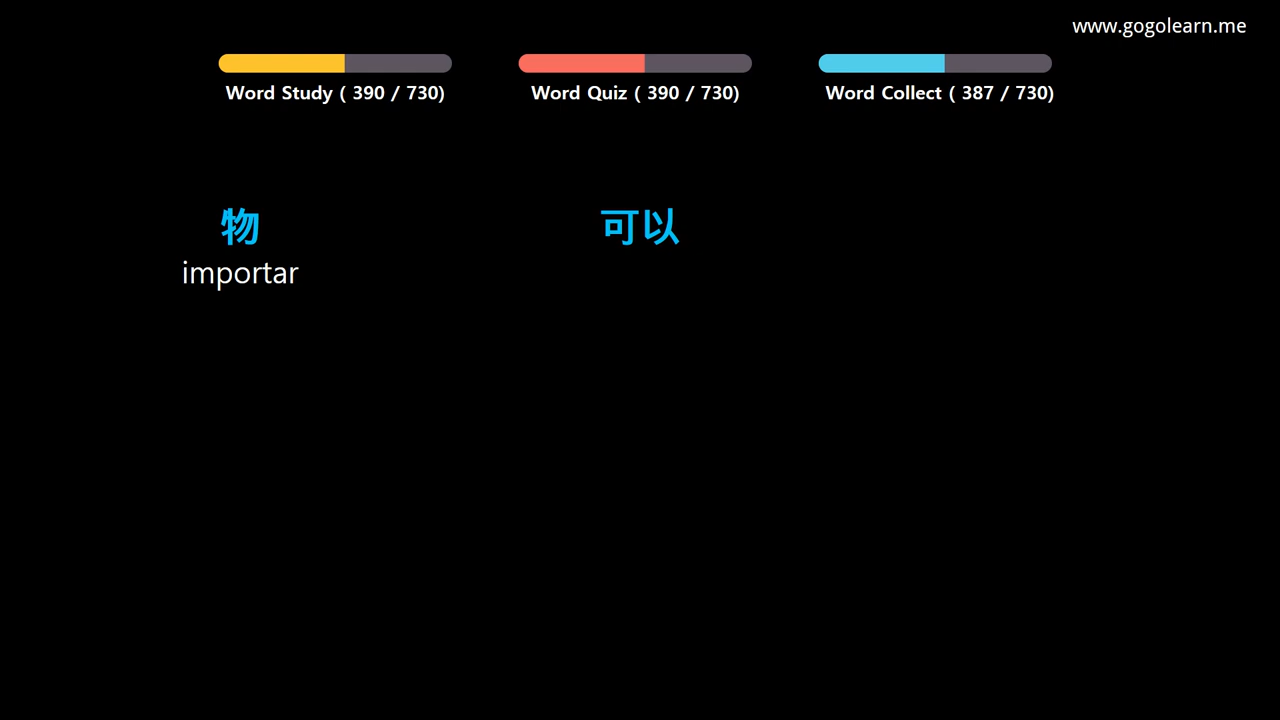 www.gogolearn.me
Word Study ( 390 / 730)
Word Quiz ( 390 / 730)
Word Collect ( 387 / 730)
物
可以
importar